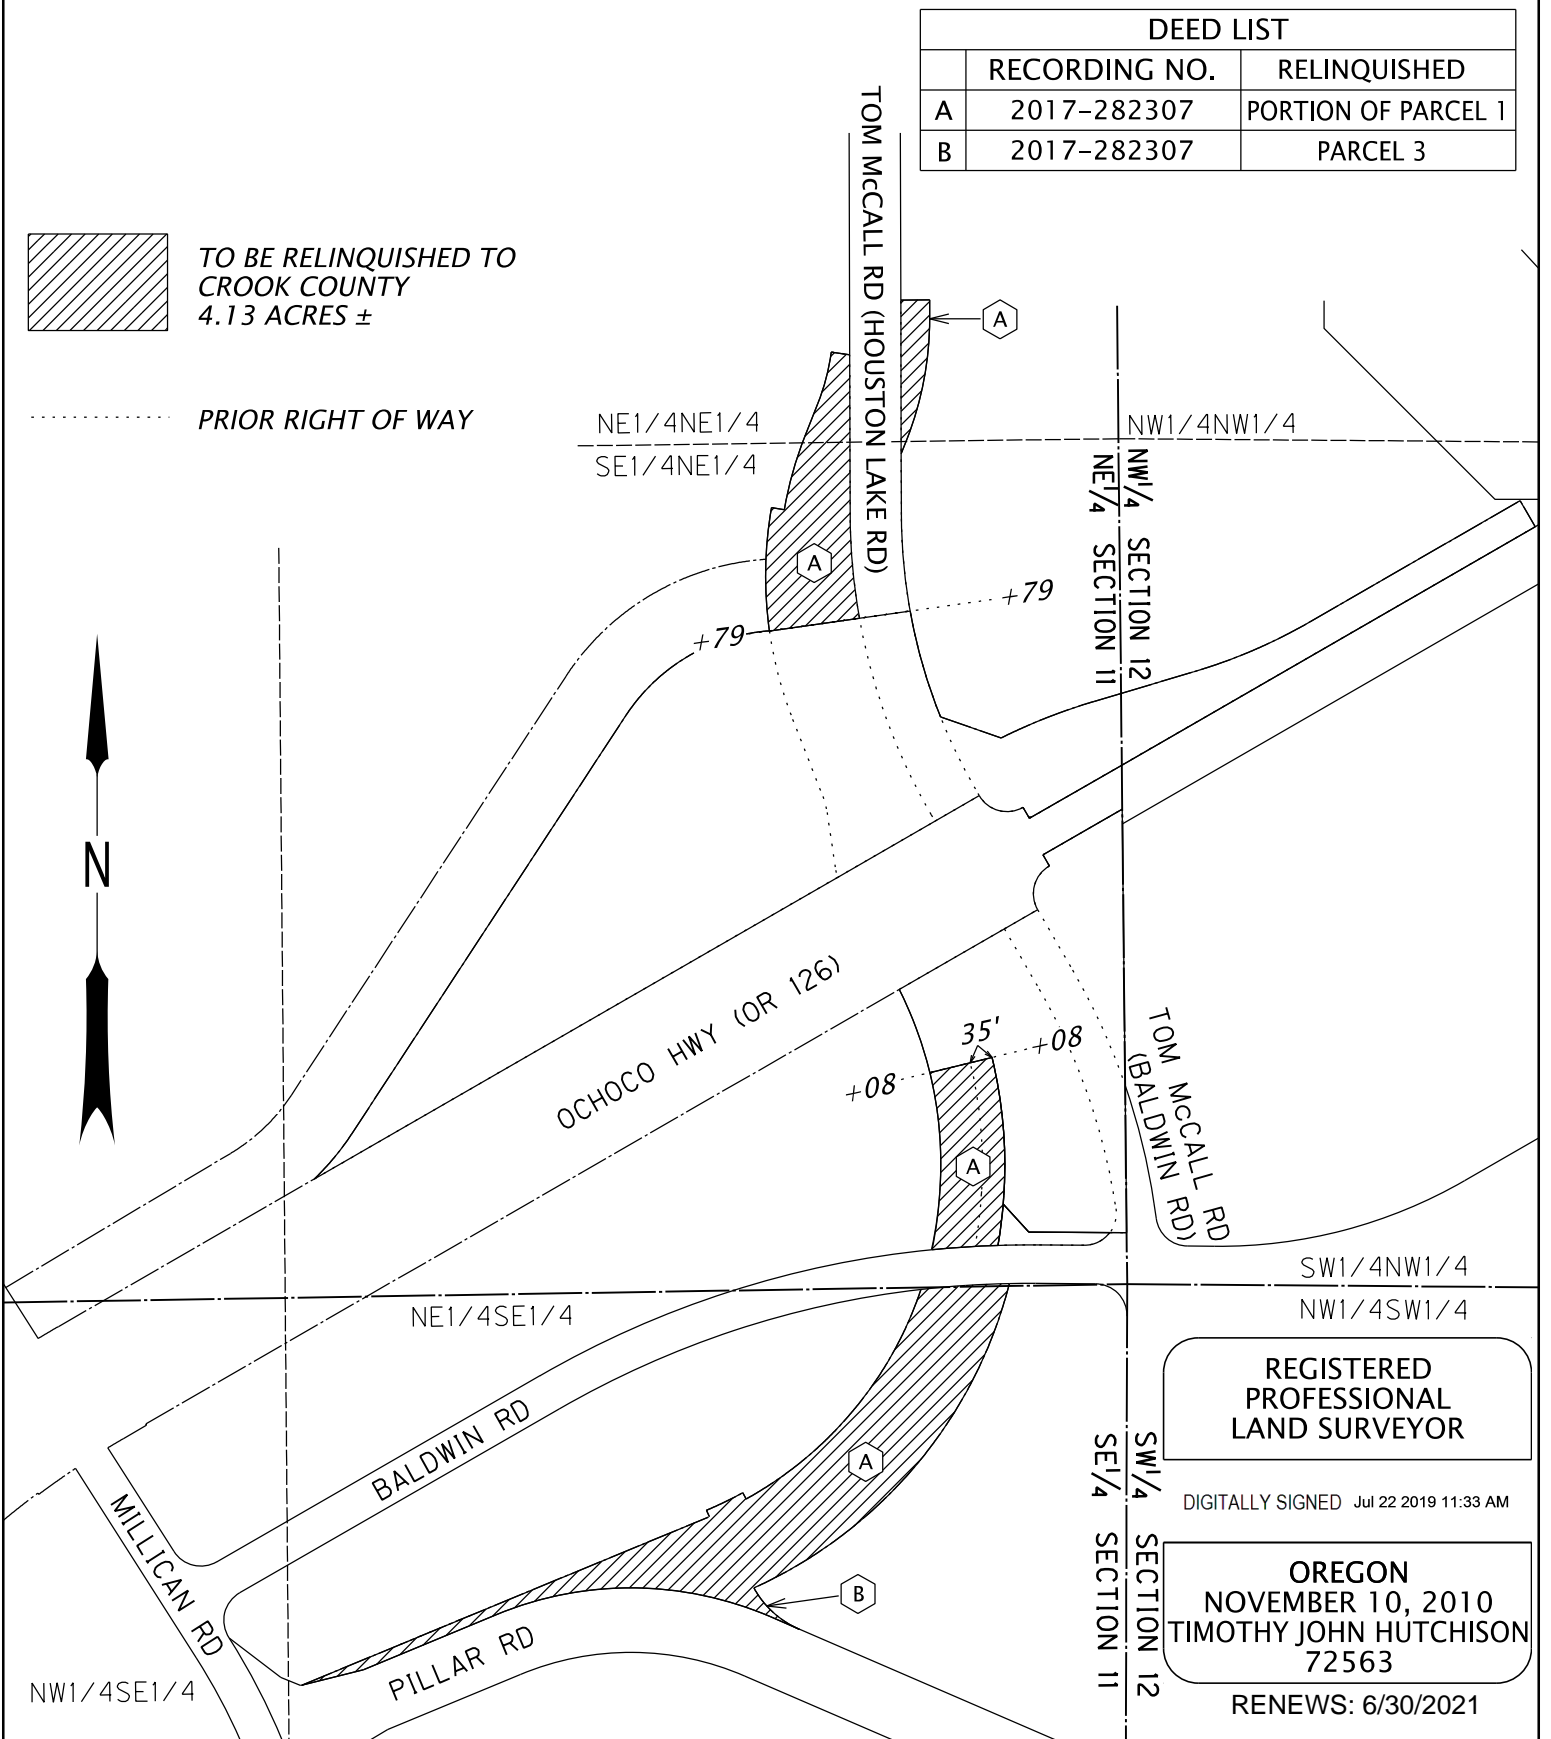 DEED LIST
RECORDING NO. RELINQUISHED
A 2017-282307 PORTION OF PARCEL 1
B 2017-282307 PARCEL 3
TO BE RELINQUISHED TO
CROOK COUNTY
4.13 ACRES ±
PRIOR RIGHT OF WAY
TOM McCALL RD (HOUSTON LAKE RD)
A
NE1/4NE1/4
SE1/4NE1/4
NW1/4NW1/4
NW1/4 SECTION 12
NE1/4 SECTION 11
A
+79
+79
N
OCHOCO HWY (OR 126)
35'
+08
+08
TOM McCALL RD
(BALDWIN RD)
A
SW1/4NW1/4
NE1/4SE1/4
NW1/4SW1/4
BALDWIN RD
A
MILLICAN RD
B
PILLAR RD
NW1/4SE1/4
SW1/4 SECTION 12
SE1/4 SECTION 11
REGISTERED
PROFESSIONAL
LAND SURVEYOR
DIGITALLY SIGNED Jul 22 2019 11:33 AM
OREGON
NOVEMBER 10, 2010
TIMOTHY JOHN HUTCHISON
72563
RENEWS: 6/30/2021